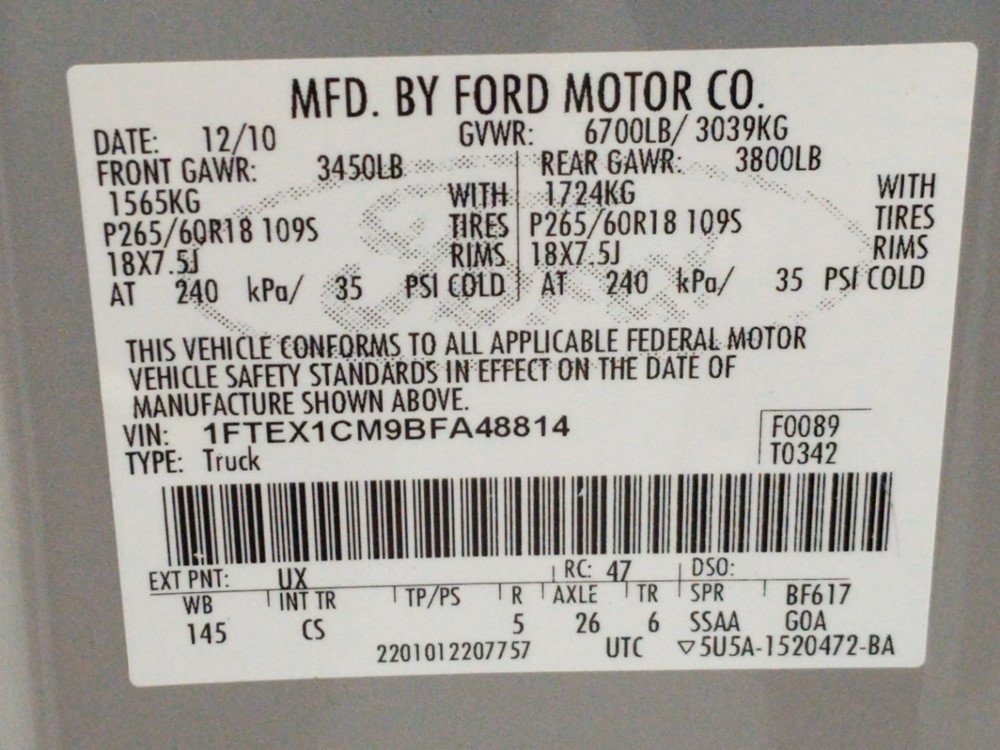 MFD. BY FORD MOTOR CO.
DATE: 12/10 GVWR: 6700LB/ 3039KG
FRONT GAWR: 3450LB REAR GAWR: 3800LB
1565KG WITH 1724KG WITH
P265/60R18 109S TIRES P265/60R18 109S TIRES
18X7.5J RIMS 18X7.5J RIMS
AT 240 kPa/ 35 PSI COLD AT 240 kPa/ 35 PSI COLD
THIS VEHICLE CONFORMS TO ALL APPLICABLE FEDERAL MOTOR
VEHICLE SAFETY STANDARDS IN EFFECT ON THE DATE OF
MANUFACTURE SHOWN ABOVE.
VIN: 1FTEX1CM9BFA48814 F0089
TYPE: Truck T0342
EXT PNT: UX RC: 47 DSO:
WB INT TR TP/PS R AXLE TR SPR BF617
145 CS 5 26 6 SSAA GOA
2201012207757 UTC ▽5U5A-1520472-BA